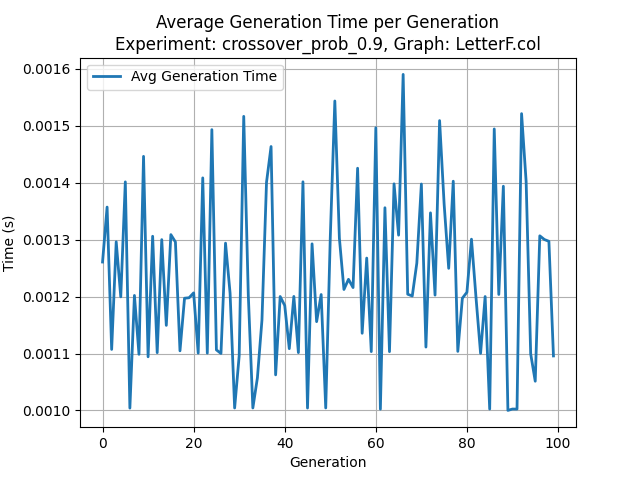 Average Generation Time per Generation
Experiment: crossover_prob_0.9, Graph: LetterF.col
Avg Generation Time
Time (s)
0.0016
0.0015
0.0014
0.0013
0.0012
0.0011
0.0010
0 20 40 60 80 100
Generation